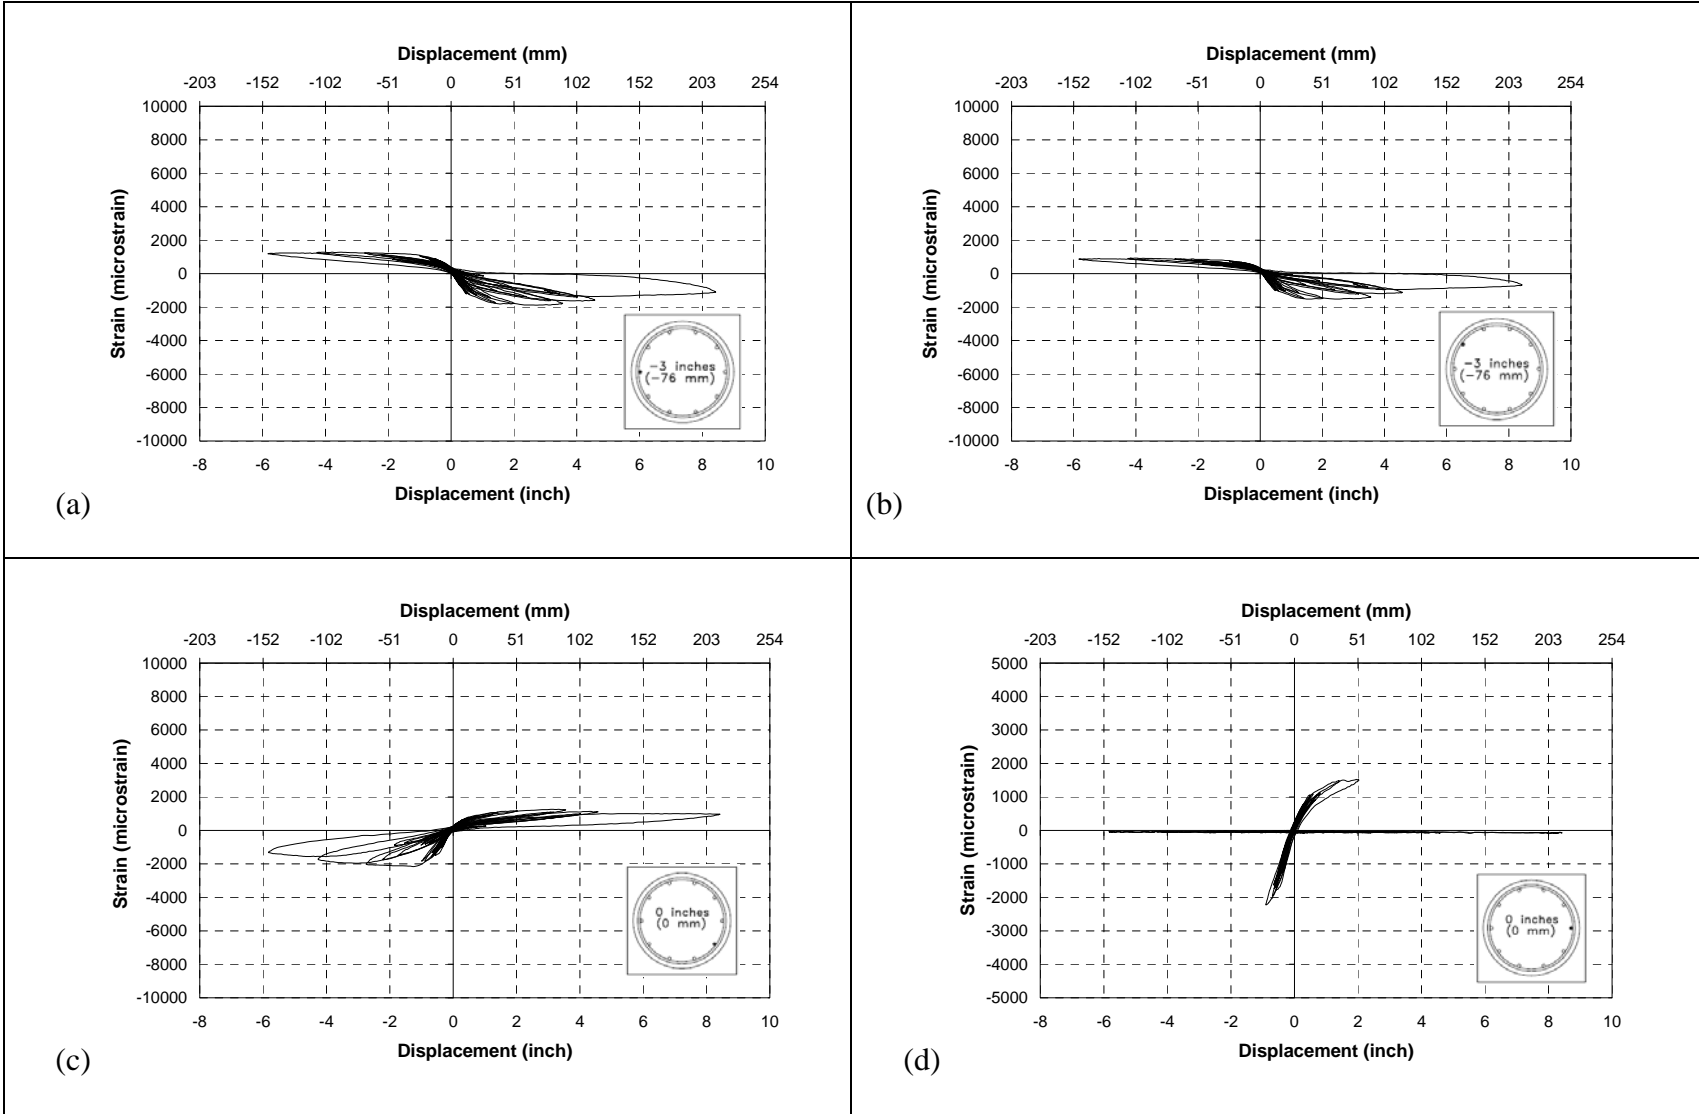 Displacement (mm)
-203 -152 -102 -51 0 51 102 152 203 254
10000
8000
6000
4000
2000
0
-2000
-4000
-6000
-8000
-10000
Strain (microstrain)
-3 inches
(-76 mm)
-8 -6 -4 -2 0 2 4 6 8 10
Displacement (inch)
(a)
Displacement (mm)
-203 -152 -102 -51 0 51 102 152 203 254
10000
8000
6000
4000
2000
0
-2000
-4000
-6000
-8000
-10000
Strain (microstrain)
-3 inches
(-76 mm)
-8 -6 -4 -2 0 2 4 6 8 10
Displacement (inch)
(b)
Displacement (mm)
-203 -152 -102 -51 0 51 102 152 203 254
10000
8000
6000
4000
2000
0
-2000
-4000
-6000
-8000
-10000
Strain (microstrain)
0 inches
(0 mm)
-8 -6 -4 -2 0 2 4 6 8 10
Displacement (inch)
(c)
Displacement (mm)
-203 -152 -102 -51 0 51 102 152 203 254
5000
4000
3000
2000
1000
0
-1000
-2000
-3000
-4000
-5000
Strain (microstrain)
0 inches
(0 mm)
-8 -6 -4 -2 0 2 4 6 8 10
Displacement (inch)
(d)